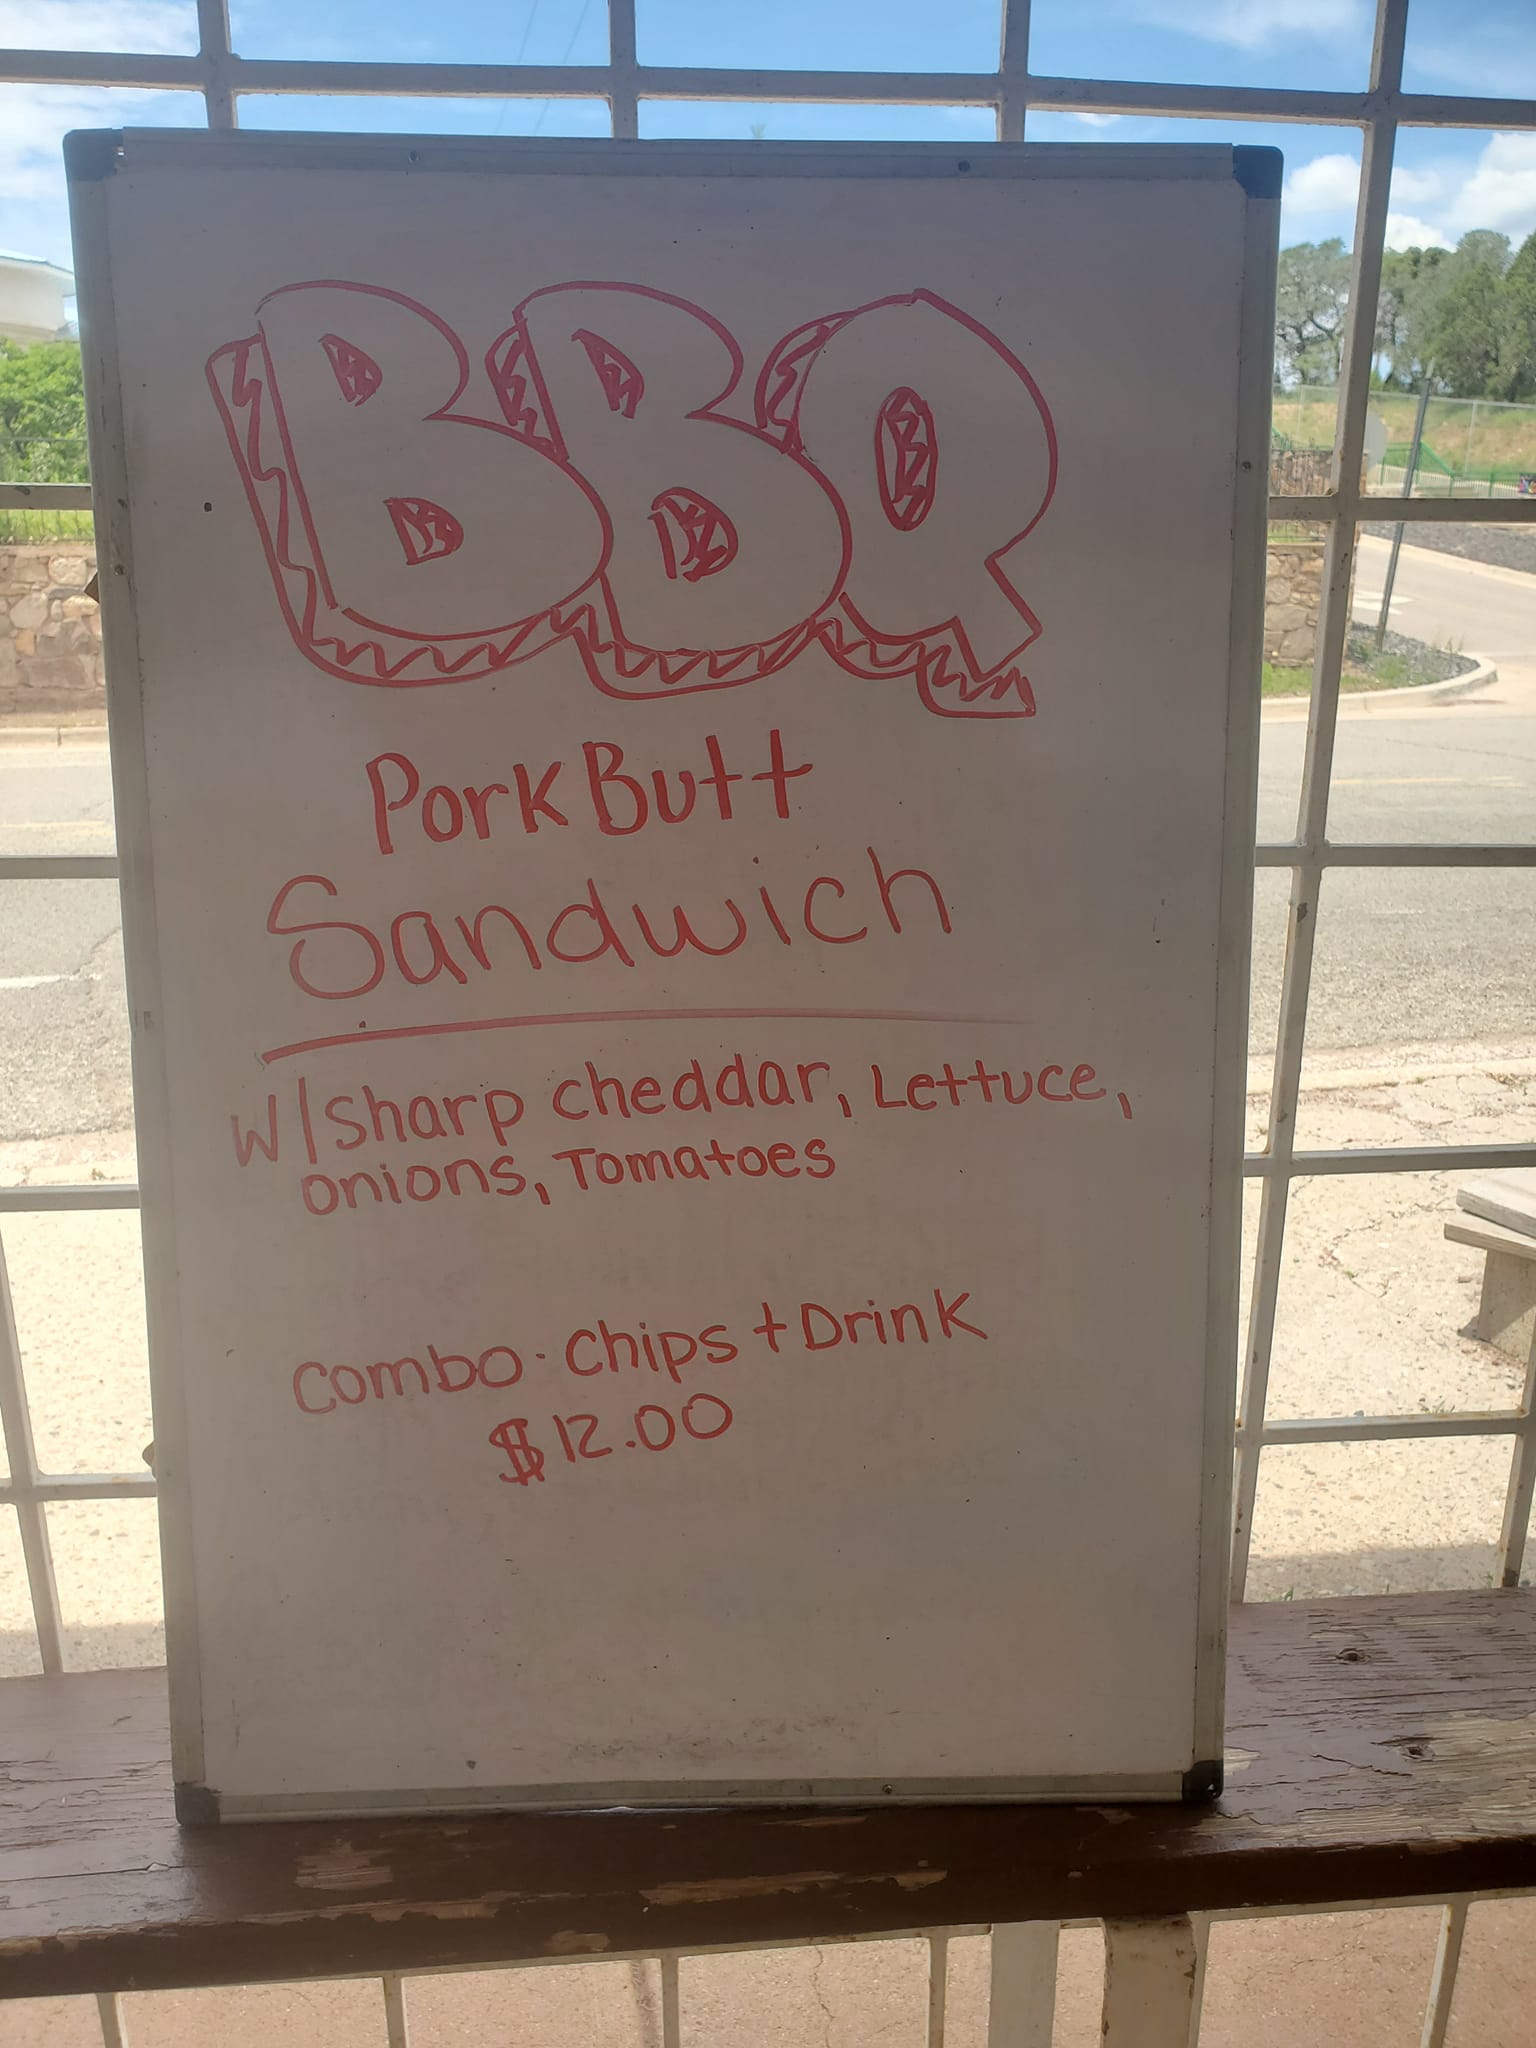 BBQ
Pork Butt
Sandwich
W/Sharp cheddar, Lettuce,
onions, Tomatoes
Combo · Chips + Drink
$12.00